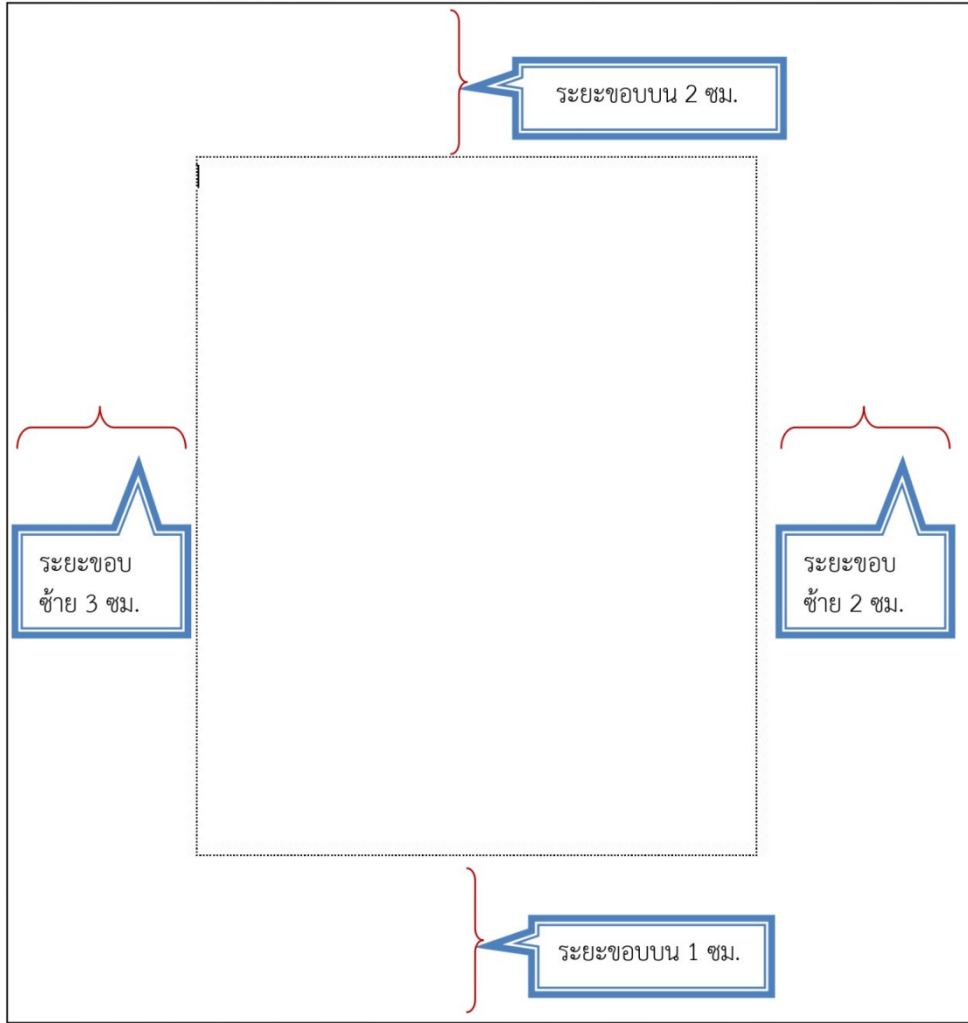 ระยะขอบบน 2 ซม.
ระยะขอบ
ซ้าย 3 ซม.
ระยะขอบ
ซ้าย 2 ซม.
ระยะขอบบน 1 ซม.